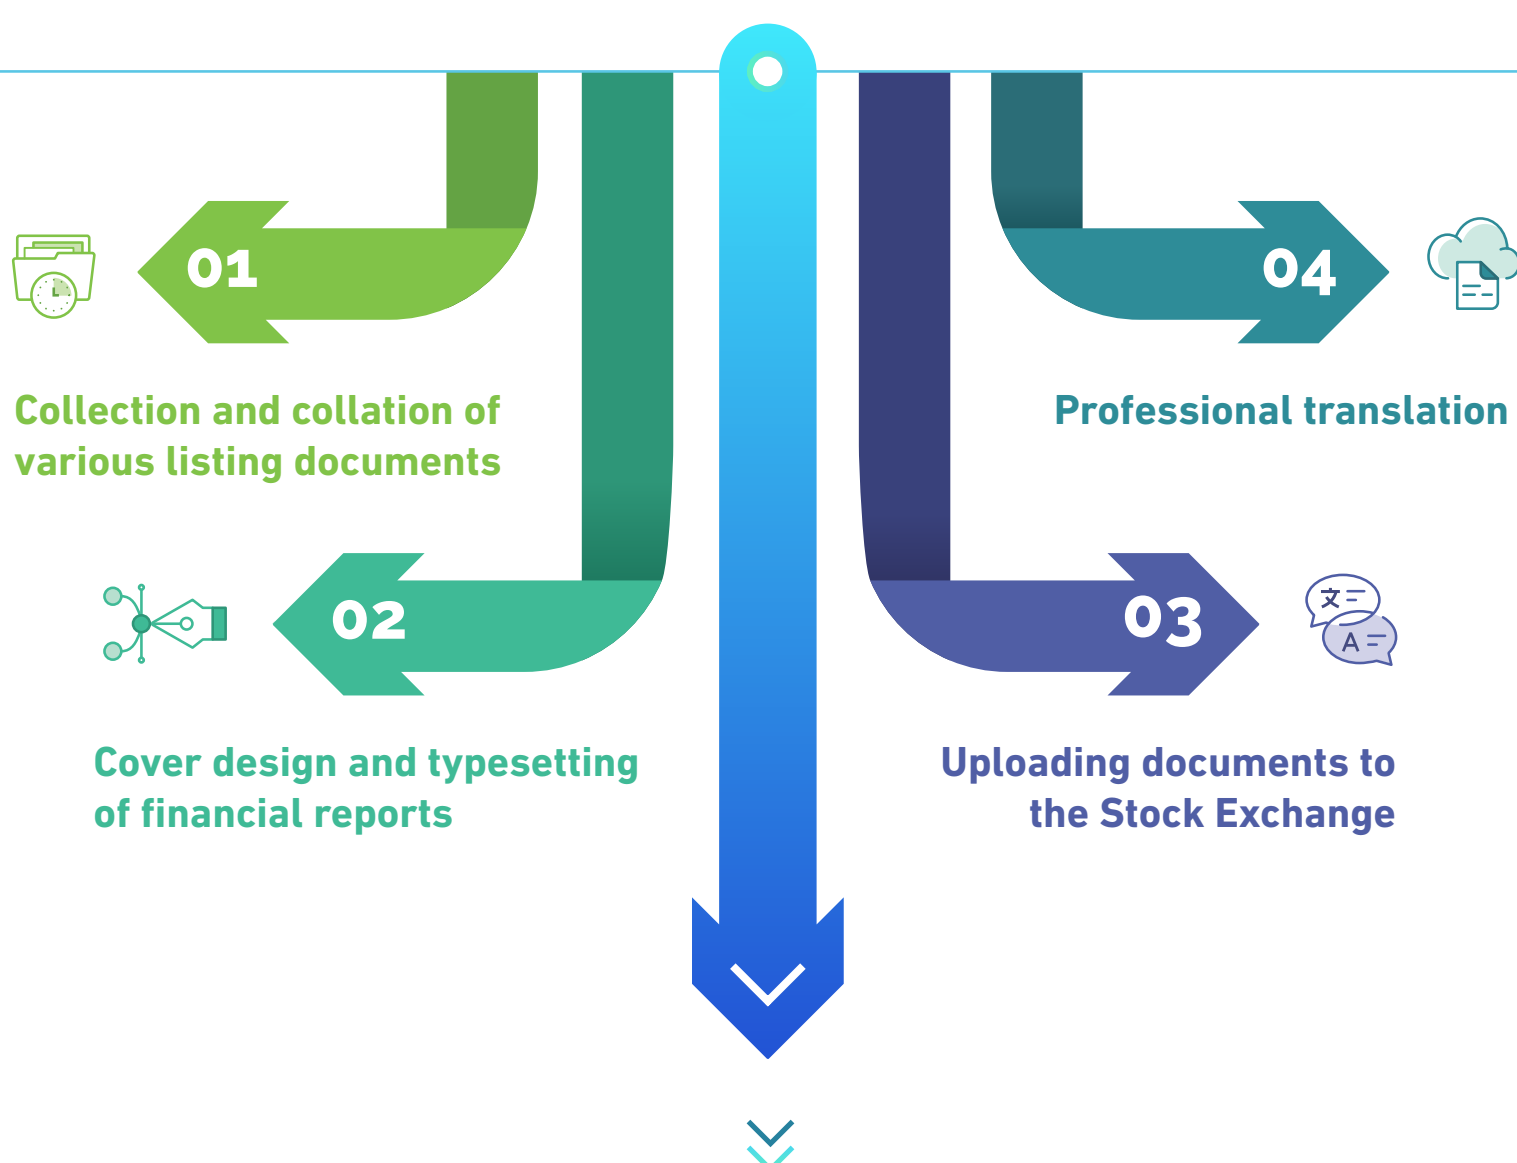 01
Collection and collation of
various listing documents
02
Cover design and typesetting
of financial reports
04
Professional translation
03
文
A
Uploading documents to
the Stock Exchange